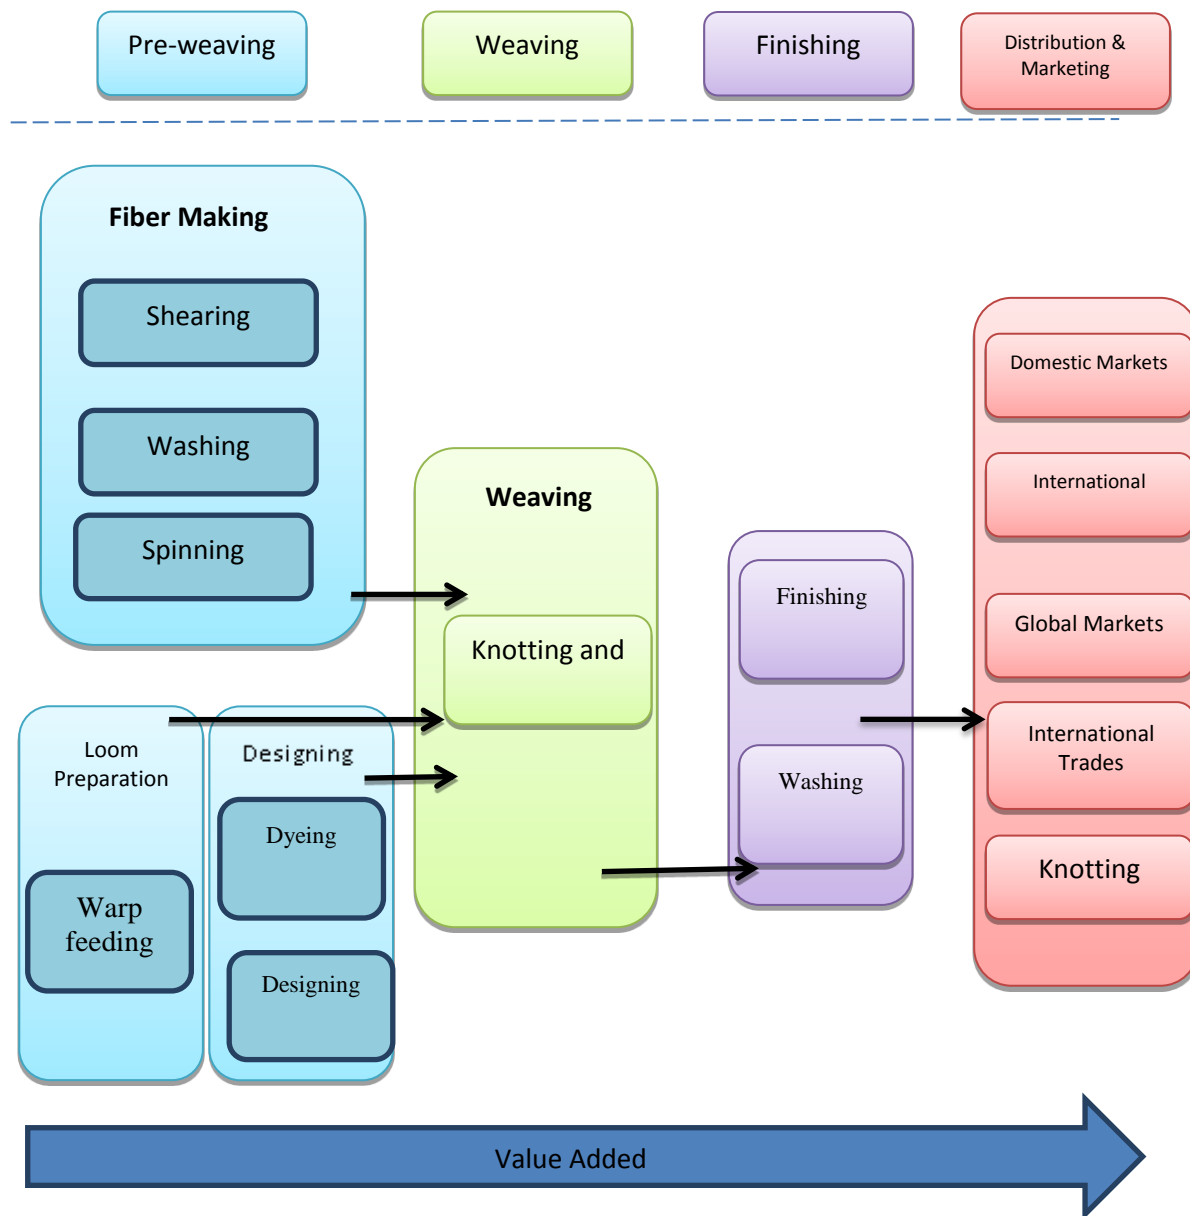 Pre-weaving
Weaving
Finishing
Distribution &
Marketing
Fiber Making
Shearing
Washing
Spinning
Loom
Preparation
Warp
feeding
Designing
Dyeing
Designing
Weaving
Knotting and
Finishing
Washing
Domestic Markets
International
Global Markets
International
Trades
Knotting
Value Added